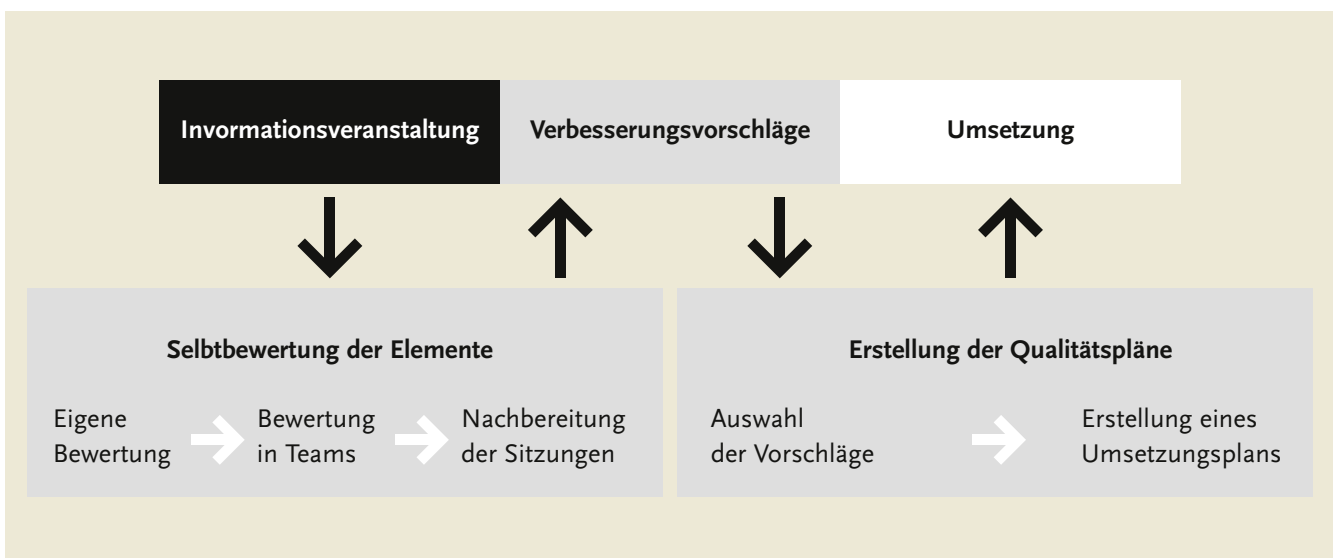 Invormationsveranstaltung
Verbesserungsvorschläge
Umsetzung
Selbtbewertung der Elemente
Eigene
Bewertung
Bewertung
in Teams
Nachbereitung
der Sitzungen
Erstellung der Qualitätspläne
Auswahl
der Vorschläge
Erstellung eines
Umsetzungsplans